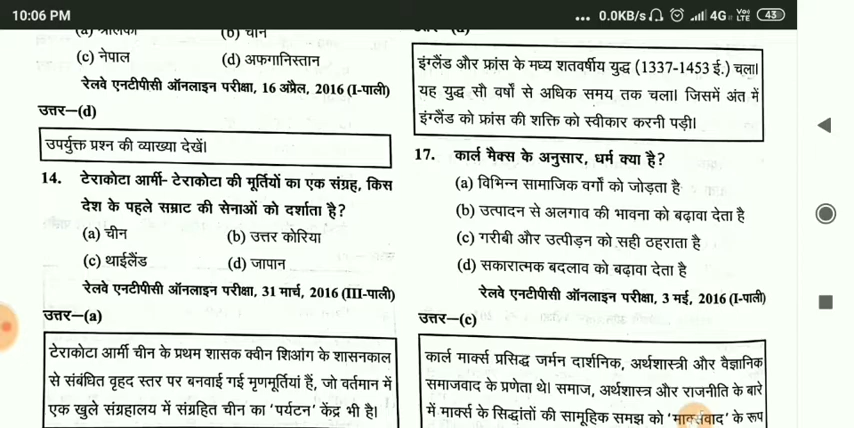 10:06 PM
... 0.0KB/s 4G VoI LTE 43
(a) श्रीलंका (b) चीन
(c) नेपाल (d) अफगानिस्तान
रेलवे एनटीपीसी ऑनलाइन परीक्षा, 16 अप्रैल, 2016 (I-पाली)
उत्तर—(d)
उपर्युक्त प्रश्न की व्याख्या देखें।
14. टेराकोटा आर्मी- टेराकोटा की मूर्तियों का एक संग्रह, किस
देश के पहले सम्राट की सेनाओं को दर्शाता है?
(a) चीन (b) उत्तर कोरिया
(c) थाईलैंड (d) जापान
रेलवे एनटीपीसी ऑनलाइन परीक्षा, 31 मार्च, 2016 (III-पाली)
उत्तर—(a)
टेराकोटा आर्मी चीन के प्रथम शासक क्वीन शिआंग के शासनकाल
से संबंधित वृहद स्तर पर बनवाई गई मृणमूर्तियां हैं, जो वर्तमान में
एक खुले संग्रहालय में संग्रहित चीन का 'पर्यटन' केंद्र भी है।
इंग्लैंड और फ्रांस के मध्य शतवर्षीय युद्ध (1337-1453 ई.) चला।
यह युद्ध सौ वर्षों से अधिक समय तक चला। जिसमें अंत में
इंग्लैंड को फ्रांस की शक्ति को स्वीकार करनी पड़ी।
17. कार्ल मैक्स के अनुसार, धर्म क्या है?
(a) विभिन्न सामाजिक वर्गों को जोड़ता है
(b) उत्पादन से अलगाव की भावना को बढ़ावा देता है
(c) गरीबी और उत्पीड़न को सही ठहराता है
(d) सकारात्मक बदलाव को बढ़ावा देता है
रेलवे एनटीपीसी ऑनलाइन परीक्षा, 3 मई, 2016 (I-पाली)
उत्तर—(c)
कार्ल मार्क्स प्रसिद्ध जर्मन दार्शनिक, अर्थशास्त्री और वैज्ञानिक
समाजवाद के प्रणेता थे। समाज, अर्थशास्त्र और राजनीति के बारे
में मार्क्स के सिद्धांतों की सामूहिक समझ को 'मार्क्सवाद' के रूप